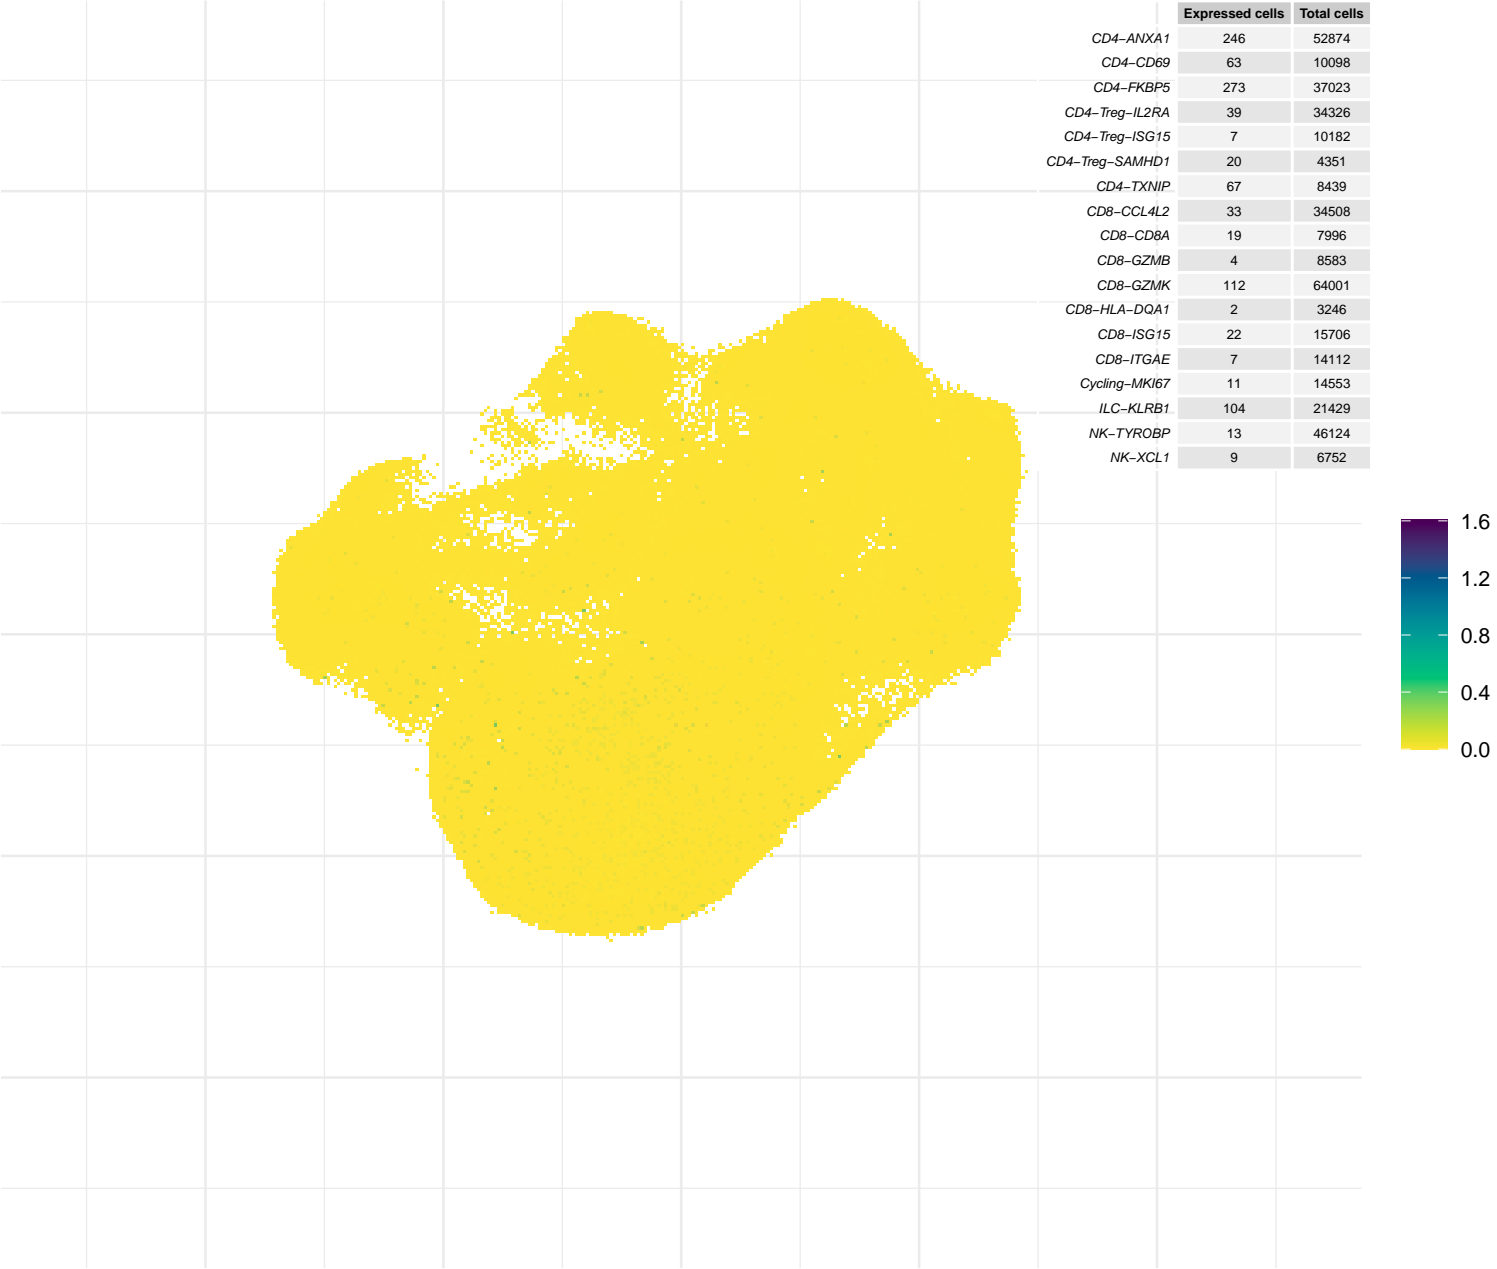 Expressed cells Total cells
CD4−ANXA1 246 52874
CD4−CD69 63 10098
CD4−FKBP5 273 37023
CD4−Treg−IL2RA 39 34326
CD4−Treg−ISG15 7 10182
CD4−Treg−SAMHD1 20 4351
CD4−TXNIP 67 8439
CD8−CCL4L2 33 34508
CD8−CD8A 19 7996
CD8−GZMB 4 8583
CD8−GZMK 112 64001
CD8−HLA−DQA1 2 3246
CD8−ISG15 22 15706
CD8−ITGAE 7 14112
Cycling−MKI67 11 14553
ILC−KLRB1 104 21429
NK−TYROBP 13 46124
NK−XCL1 9 6752
1.6
1.2
0.8
0.4
0.0